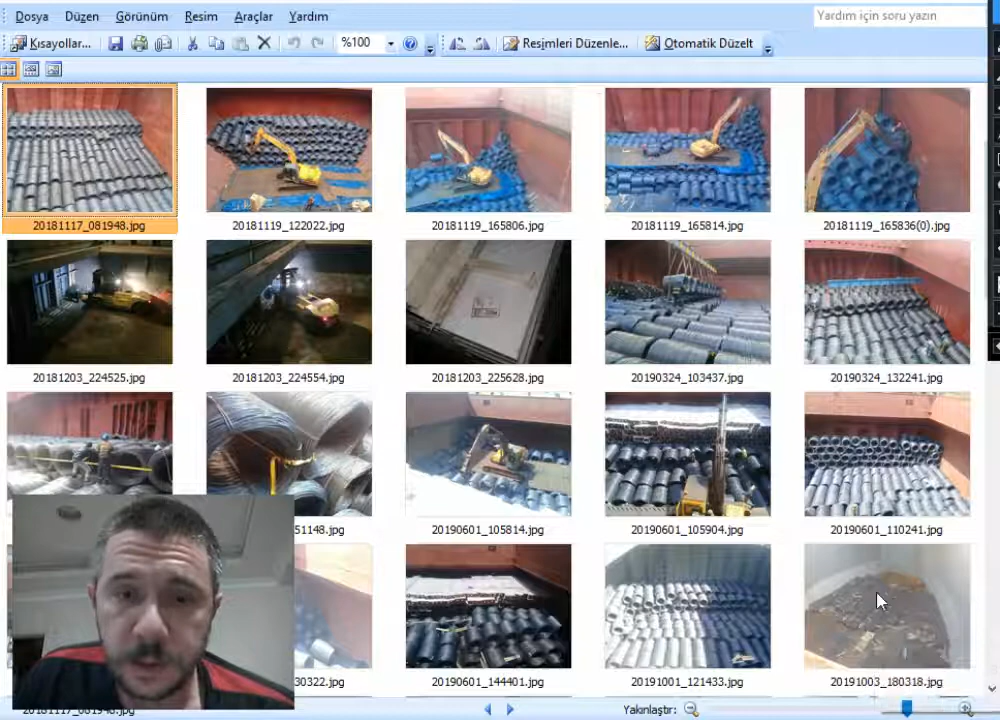 Dosya Düzen Görünüm Resim Araçlar Yardım
Yardım için soru yazın
Kısayollar... %100 Resimleri Düzenle... Otomatik Düzelt
20181117_081948.jpg 20181119_122022.jpg 20181119_165806.jpg 20181119_165814.jpg 20181119_165836(0).jpg
20181203_224525.jpg 20181203_224554.jpg 20181203_225628.jpg 20190324_103437.jpg 20190324_132241.jpg
51148.jpg 20190601_105814.jpg 20190601_105904.jpg 20190601_110241.jpg
30322.jpg 20190601_144401.jpg 20191001_121433.jpg 20191003_180318.jpg
20181117_081948.jpg Yakınlaştır: